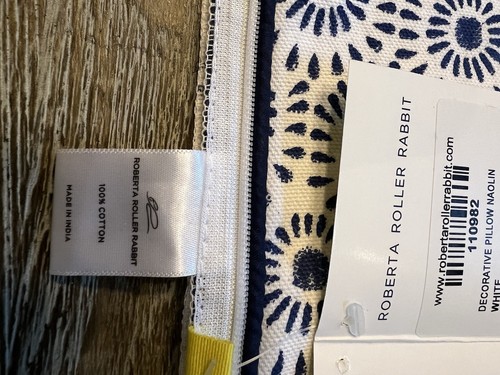 ROBERTA ROLLER RABBIT
100% COTTON
MADE IN INDIA
ROBERTA ROLLER RABBIT
www.robertarollerrabbit.com
110982
DECORATIVE PILLOW NAOLIN
WHITE